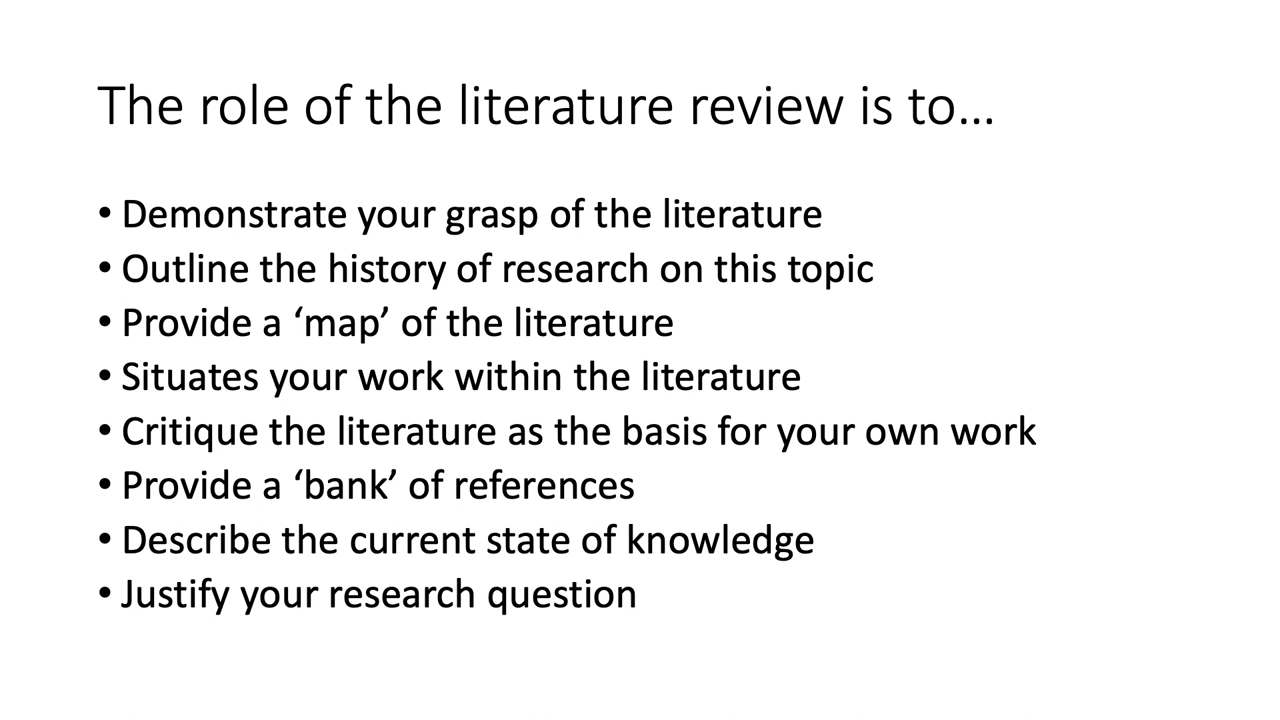 The role of the literature review is to…
• Demonstrate your grasp of the literature
• Outline the history of research on this topic
• Provide a ‘map’ of the literature
• Situates your work within the literature
• Critique the literature as the basis for your own work
• Provide a ‘bank’ of references
• Describe the current state of knowledge
• Justify your research question